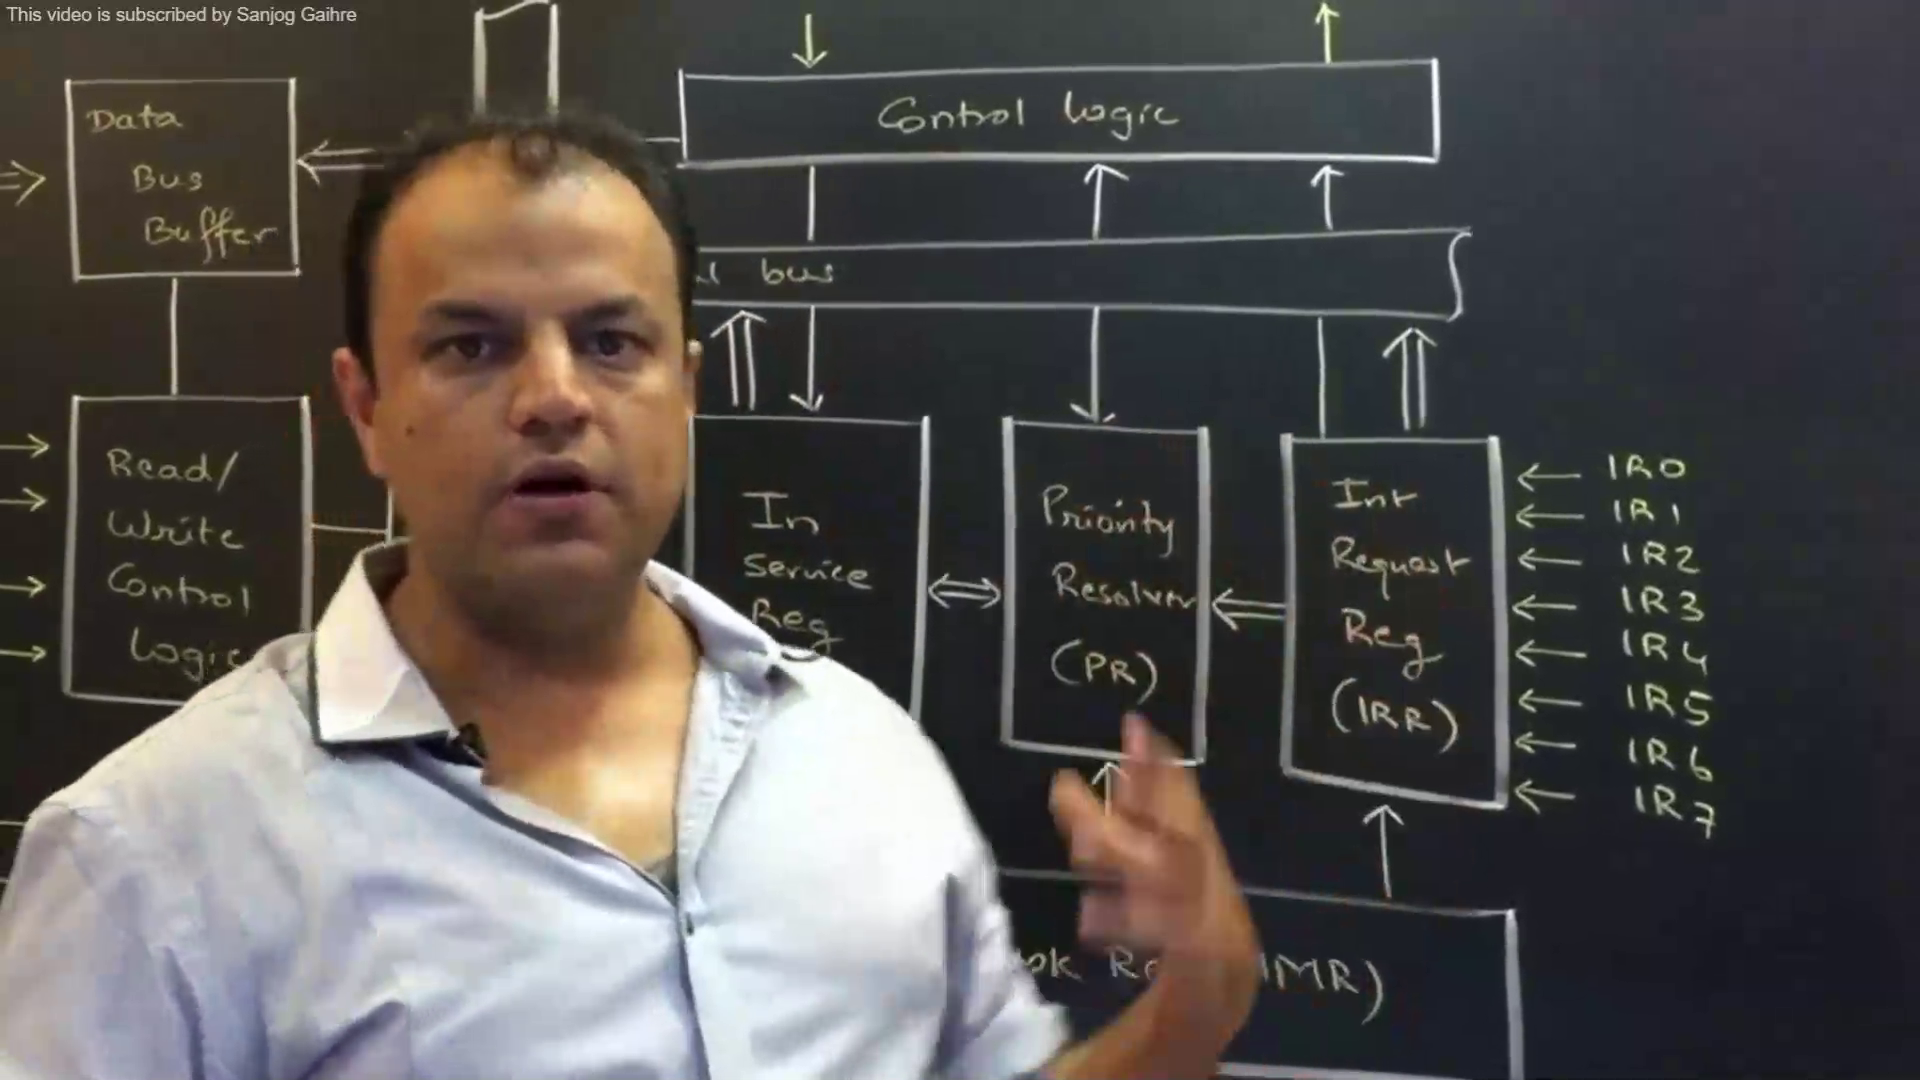 This video is subscribed by Sanjog Gaihre
Data
Bus
Buffer
Control Logic
bus
Read/
Write
Control
Logic
In
Service
Reg
Priority
Resolver
(PR)
Int
Request
Reg
(IRR)
IR0
IR1
IR2
IR3
IR4
IR5
IR6
IR7
IMR)